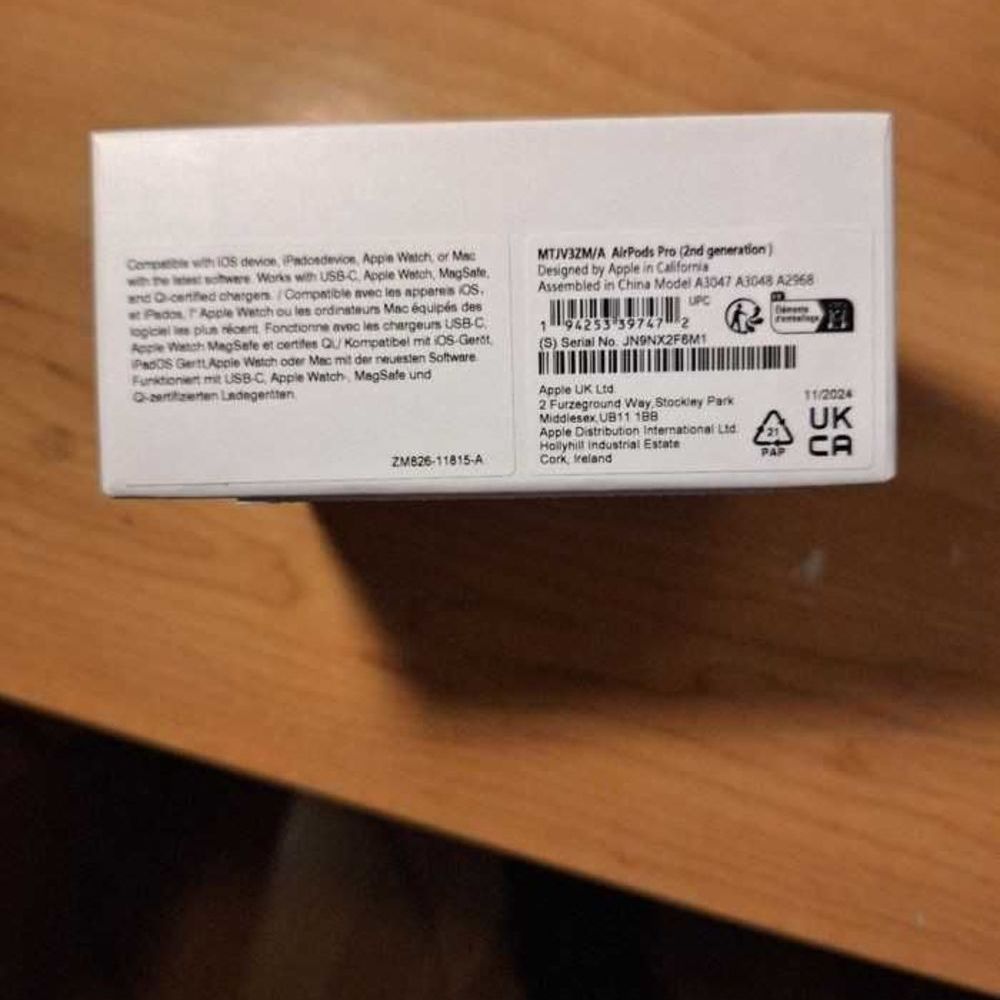 Compatible with IOS device, iPadosdevice, Apple Watch, or Mac
with the latest software. Works with USB-C, Apple Watch, MagSafe,
and Qi-certified chargers. / Compatible avec les appareis iOS,
et iPados, l' Apple Watch ou les ordinateurs Mac équipés des
logiciel les plus récent. Fonctionne avec les chargeurs USB-C,
Apple Watch MagSafe et certifes Qi,/ Kompatibel mit iOS-Gerät,
iPadOS Gertt,Apple Watch oder Mac mit der neuesten Software.
Funktioniert mit USB-C, Apple Watch-, MagSafe und
Qi-zertifizierten Ladegeräten.
ZM826-11815-A
MTJV3ZM/A AirPods Pro (2nd generation )
Designed by Apple in California
Assembled in China Model A3047 A3048 A2968
UPC
1 94253 39747 2
Éléments
d'emballage
(S) Serial No. JN9NX2F6M1
Apple UK Ltd.
2 Furzeground Way,Stockley Park
Middlesex,UB11 1BB
Apple Distribution International Ltd.
Hollyhill Industrial Estate
Cork, Ireland
21
PAP
11/2024
UK
CA